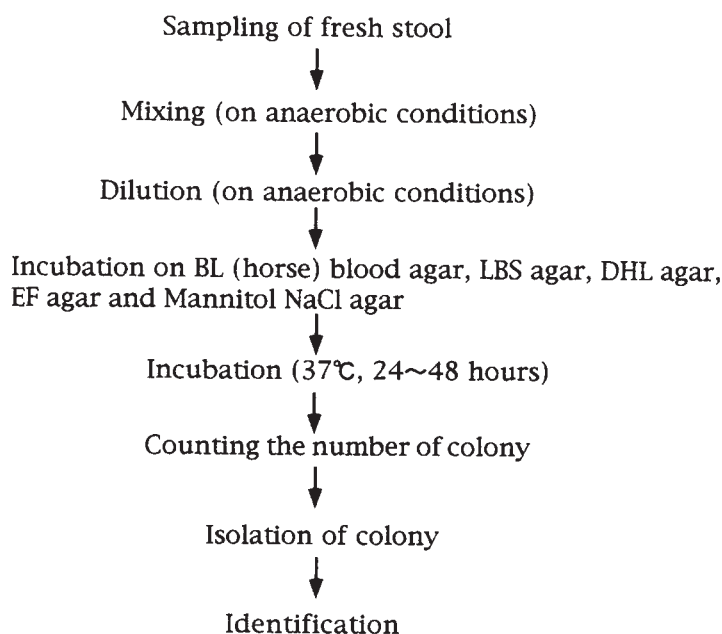 Sampling of fresh stool
Mixing (on anaerobic conditions)
Dilution (on anaerobic conditions)
Incubation on BL (horse) blood agar, LBS agar, DHL agar,
EF agar and Mannitol NaCl agar
Incubation (37℃, 24～48 hours)
Counting the number of colony
Isolation of colony
Identification